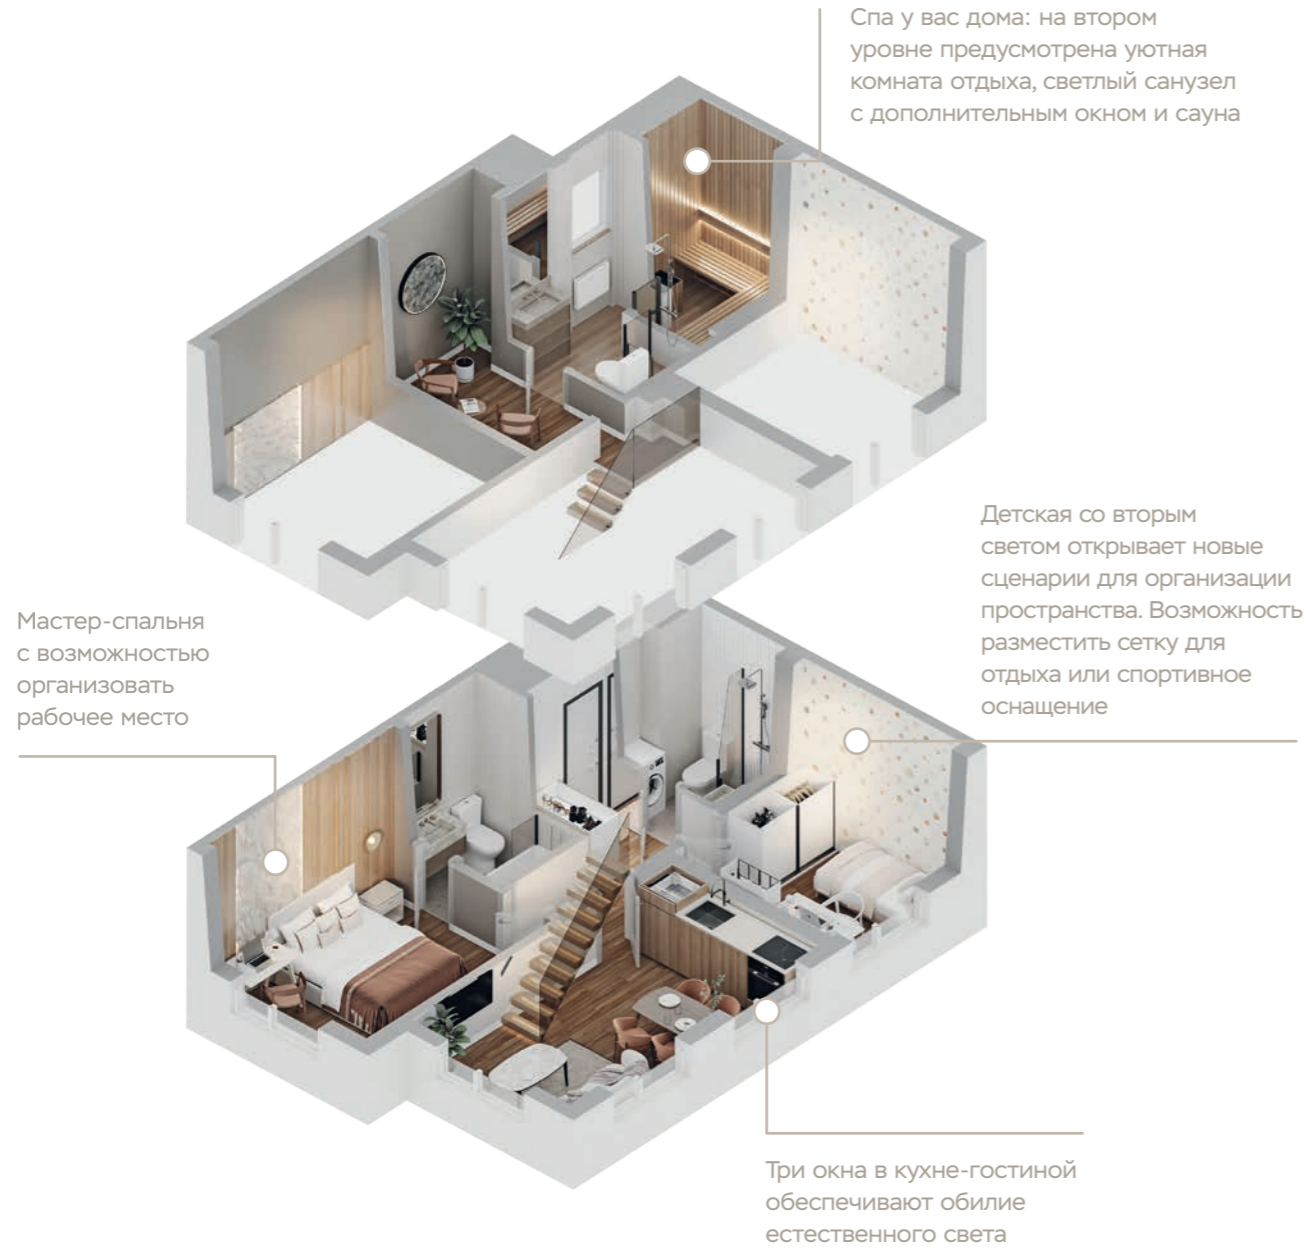 Спа у вас дома: на втором
уровне предусмотрена уютная
комната отдыха, светлый санузел
с дополнительным окном и сауна
Детская со вторым
светом открывает новые
сценарии для организации
пространства. Возможность
разместить сетку для
отдыха или спортивное
оснащение
Мастер-спальня
с возможностью
организовать
рабочее место
Три окна в кухне-гостиной
обеспечивают обилие
естественного света